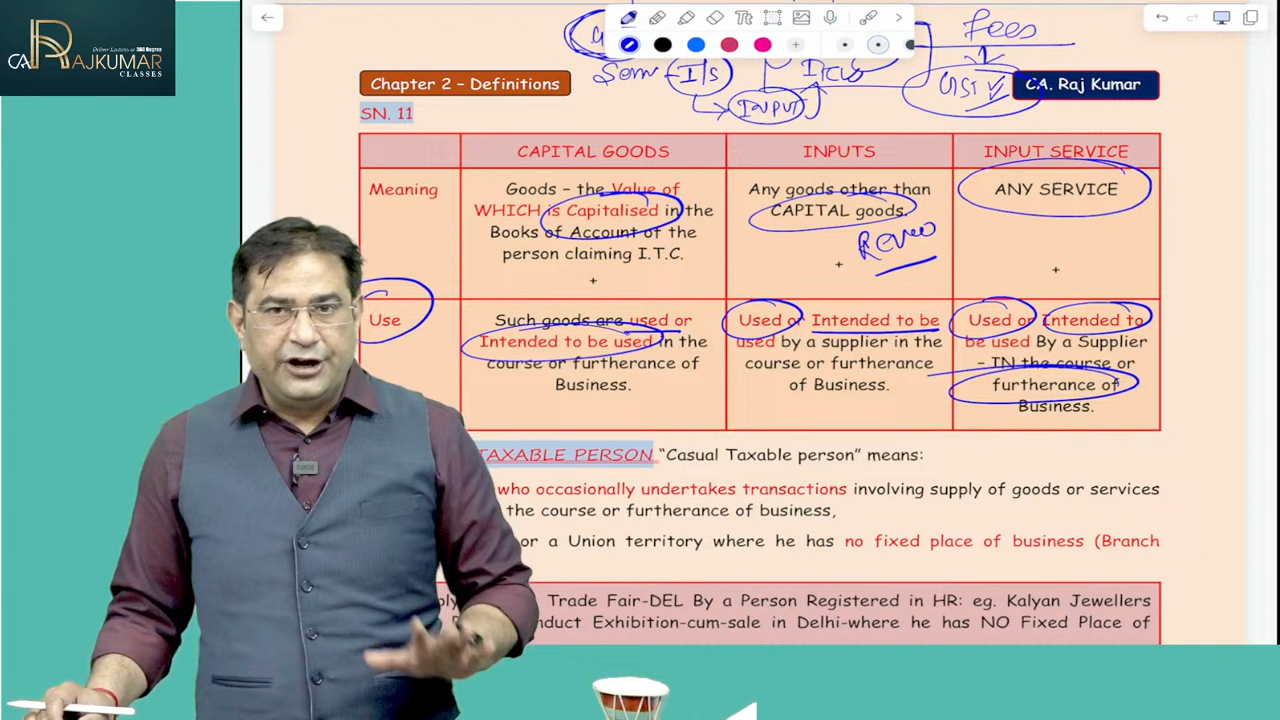 Deliver Lectures at 360 Degree
CA RAJKUMAR
CLASSES
Fees
GST
I/S
INPUT
Chapter 2 – Definitions
CA. Raj Kumar
SN. 11
CAPITAL GOODS
INPUTS
INPUT SERVICE
Meaning
Goods – the Value of
WHICH is Capitalised in the
Books of Account of the
person claiming I.T.C.
+
Any goods other than
CAPITAL goods.
+
ANY SERVICE
+
Use
Such goods are used or
Intended to be used in the
course or furtherance of
Business.
Used or Intended to be
used by a supplier in the
course or furtherance
of Business.
Used or Intended to
be used By a Supplier
– IN the course or
furtherance of
Business.
TAXABLE PERSON "Casual Taxable person" means:
who occasionally undertakes transactions involving supply of goods or services
the course or furtherance of business,
or a Union territory where he has no fixed place of business (Branch
Trade Fair-DEL By a Person Registered in HR: eg. Kalyan Jewellers
Exhibition-cum-sale in Delhi-where he has NO Fixed Place of